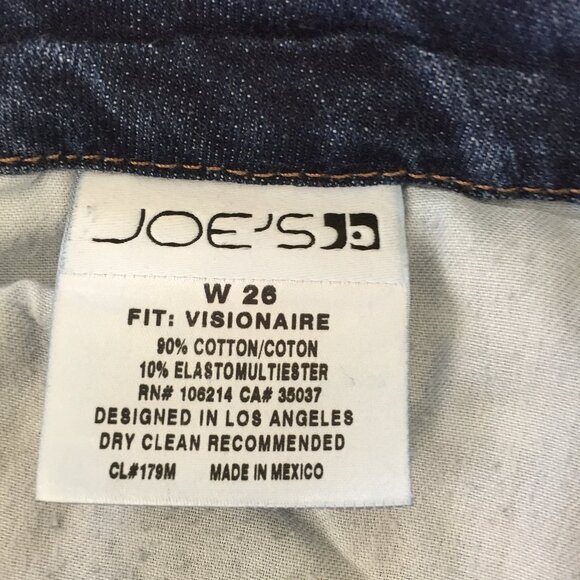 JOE'S
W 26
FIT: VISIONAIRE
90% COTTON/COTON
10% ELASTOMULTIESTER
RN# 106214 CA# 35037
DESIGNED IN LOS ANGELES
DRY CLEAN RECOMMENDED
CL#179M MADE IN MEXICO